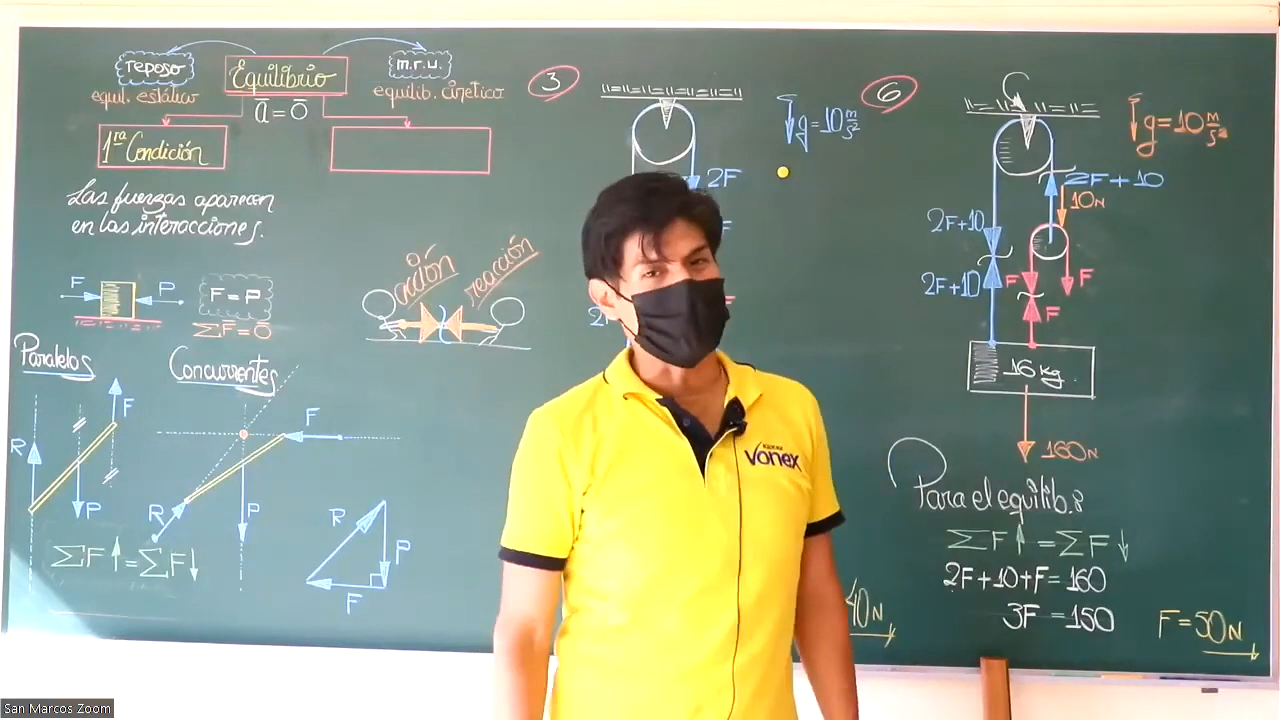 reposo
Equilibrio
m.r.u.
equil. estático
equilib. cinético
a̅=0̅
1ra Condición
Las fuerzas aparecen
en las interacciones.
F
P
F=P
ΣF̅=0̅
acción
reacción
Paralelos
Concurrentes
R
F
P
ΣF↑=ΣF↓
F
R
P
R
P
F
3
g=10 m/s²
2F
40N
6
g=10 m/s²
2F+10
10N
2F+10
2F+10
F
F
F
16 kg.
160N
Para el equilib.:
ΣF↑=ΣF↓
2F+10+F=160
3F=150
F=50N
VONEX
San Marcos Zoom